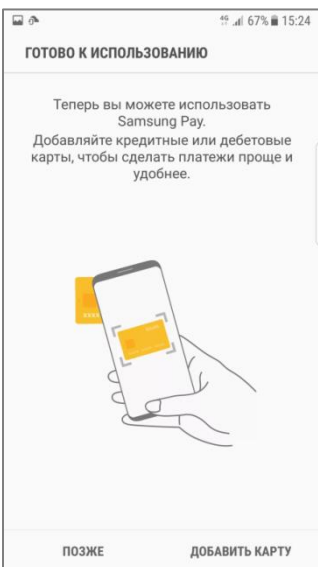 4G 67% 15:24
ГОТОВО К ИСПОЛЬЗОВАНИЮ
Теперь вы можете использовать
Samsung Pay.
Добавляйте кредитные или дебетовые
карты, чтобы сделать платежи проще и
удобнее.
ПОЗЖЕ ДОБАВИТЬ КАРТУ